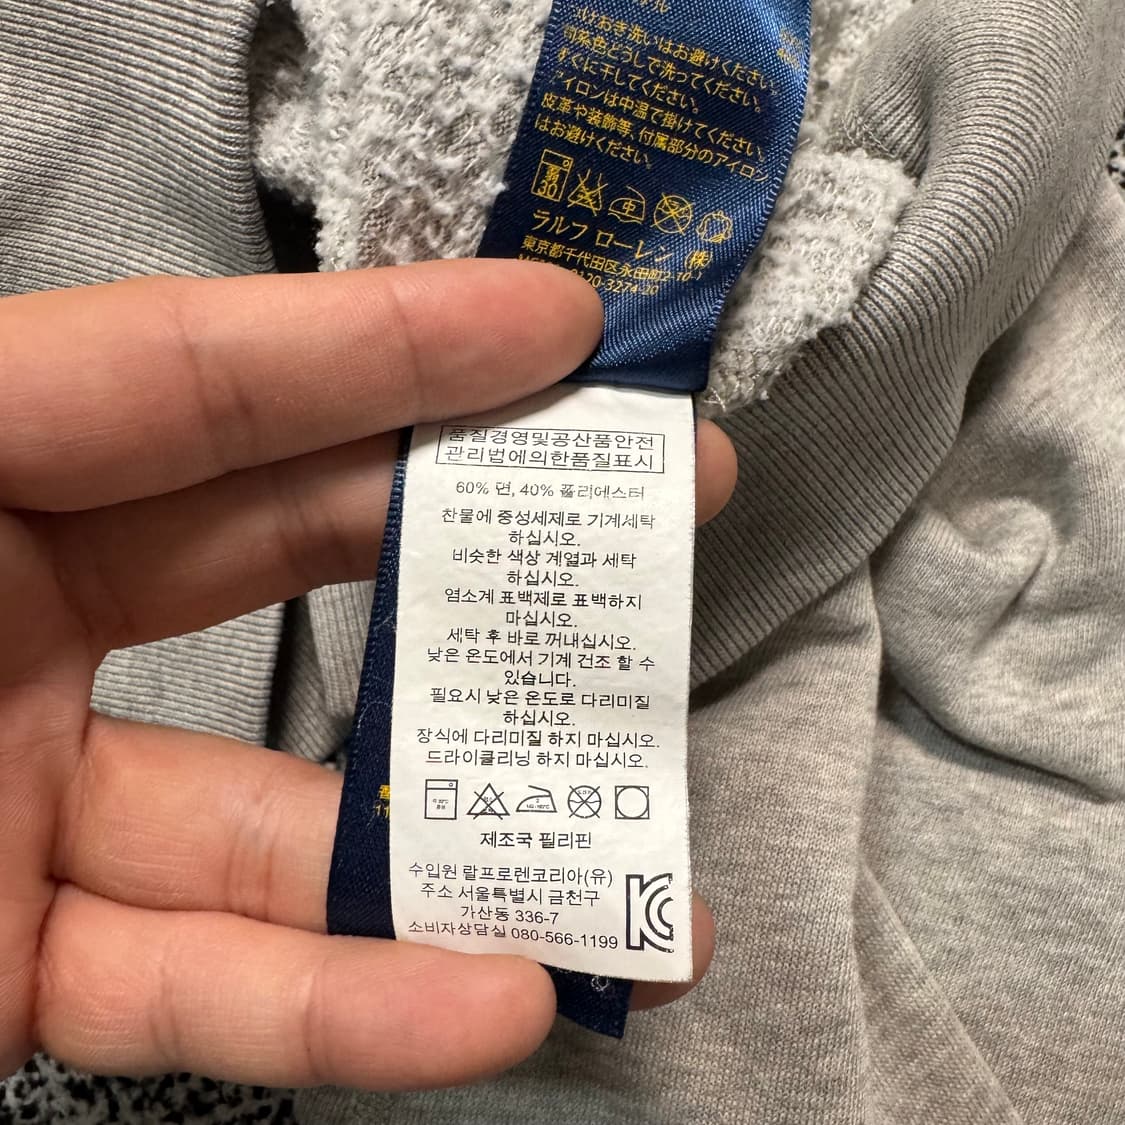 おき洗いはお避けください。
同系色どうしで洗ってください。
すぐに干してください。
アイロンは中温で掛けてください。
皮革や装飾等、付属部分のアイロン
はお避けください。
弱
30
中
ラルフ ローレン (株)
東京都千代田区永田町2-10-
0120-3274-20
품질경영및공산품안전
관리법에의한품질표시
60% 면, 40% 폴리에스터
찬물에 중성세제로 기계세탁
하십시오.
비슷한 색상 계열과 세탁
하십시오.
염소계 표백제로 표백하지
마십시오.
세탁 후 바로 꺼내십시오.
낮은 온도에서 기계 건조 할 수
있습니다.
필요시 낮은 온도로 다리미질
하십시오.
장식에 다리미질 하지 마십시오.
드라이클리닝 하지 마십시오.
제조국 필리핀
수입원 랄프로렌코리아(유)
주소 서울특별시 금천구
가산동 336-7
소비자상담실 080-566-1199
KC
香
11